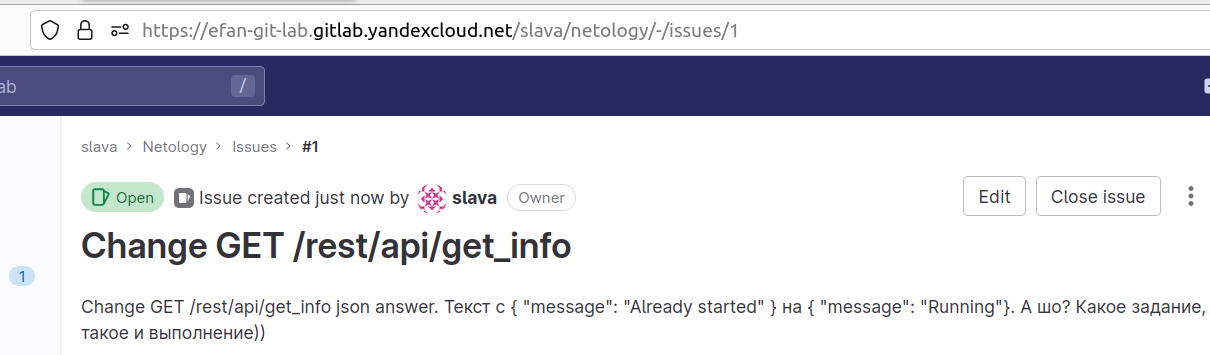 https://efan-git-lab.gitlab.yandexcloud.net/slava/netology/-/issues/1
ab /
slava > Netology > Issues > #1
Open Issue created just now by slava Owner Edit Close issue
Change GET /rest/api/get_info
1
Change GET /rest/api/get_info json answer. Текст с { "message": "Already started" } на { "message": "Running"}. А шо? Какое задание,
такое и выполнение))